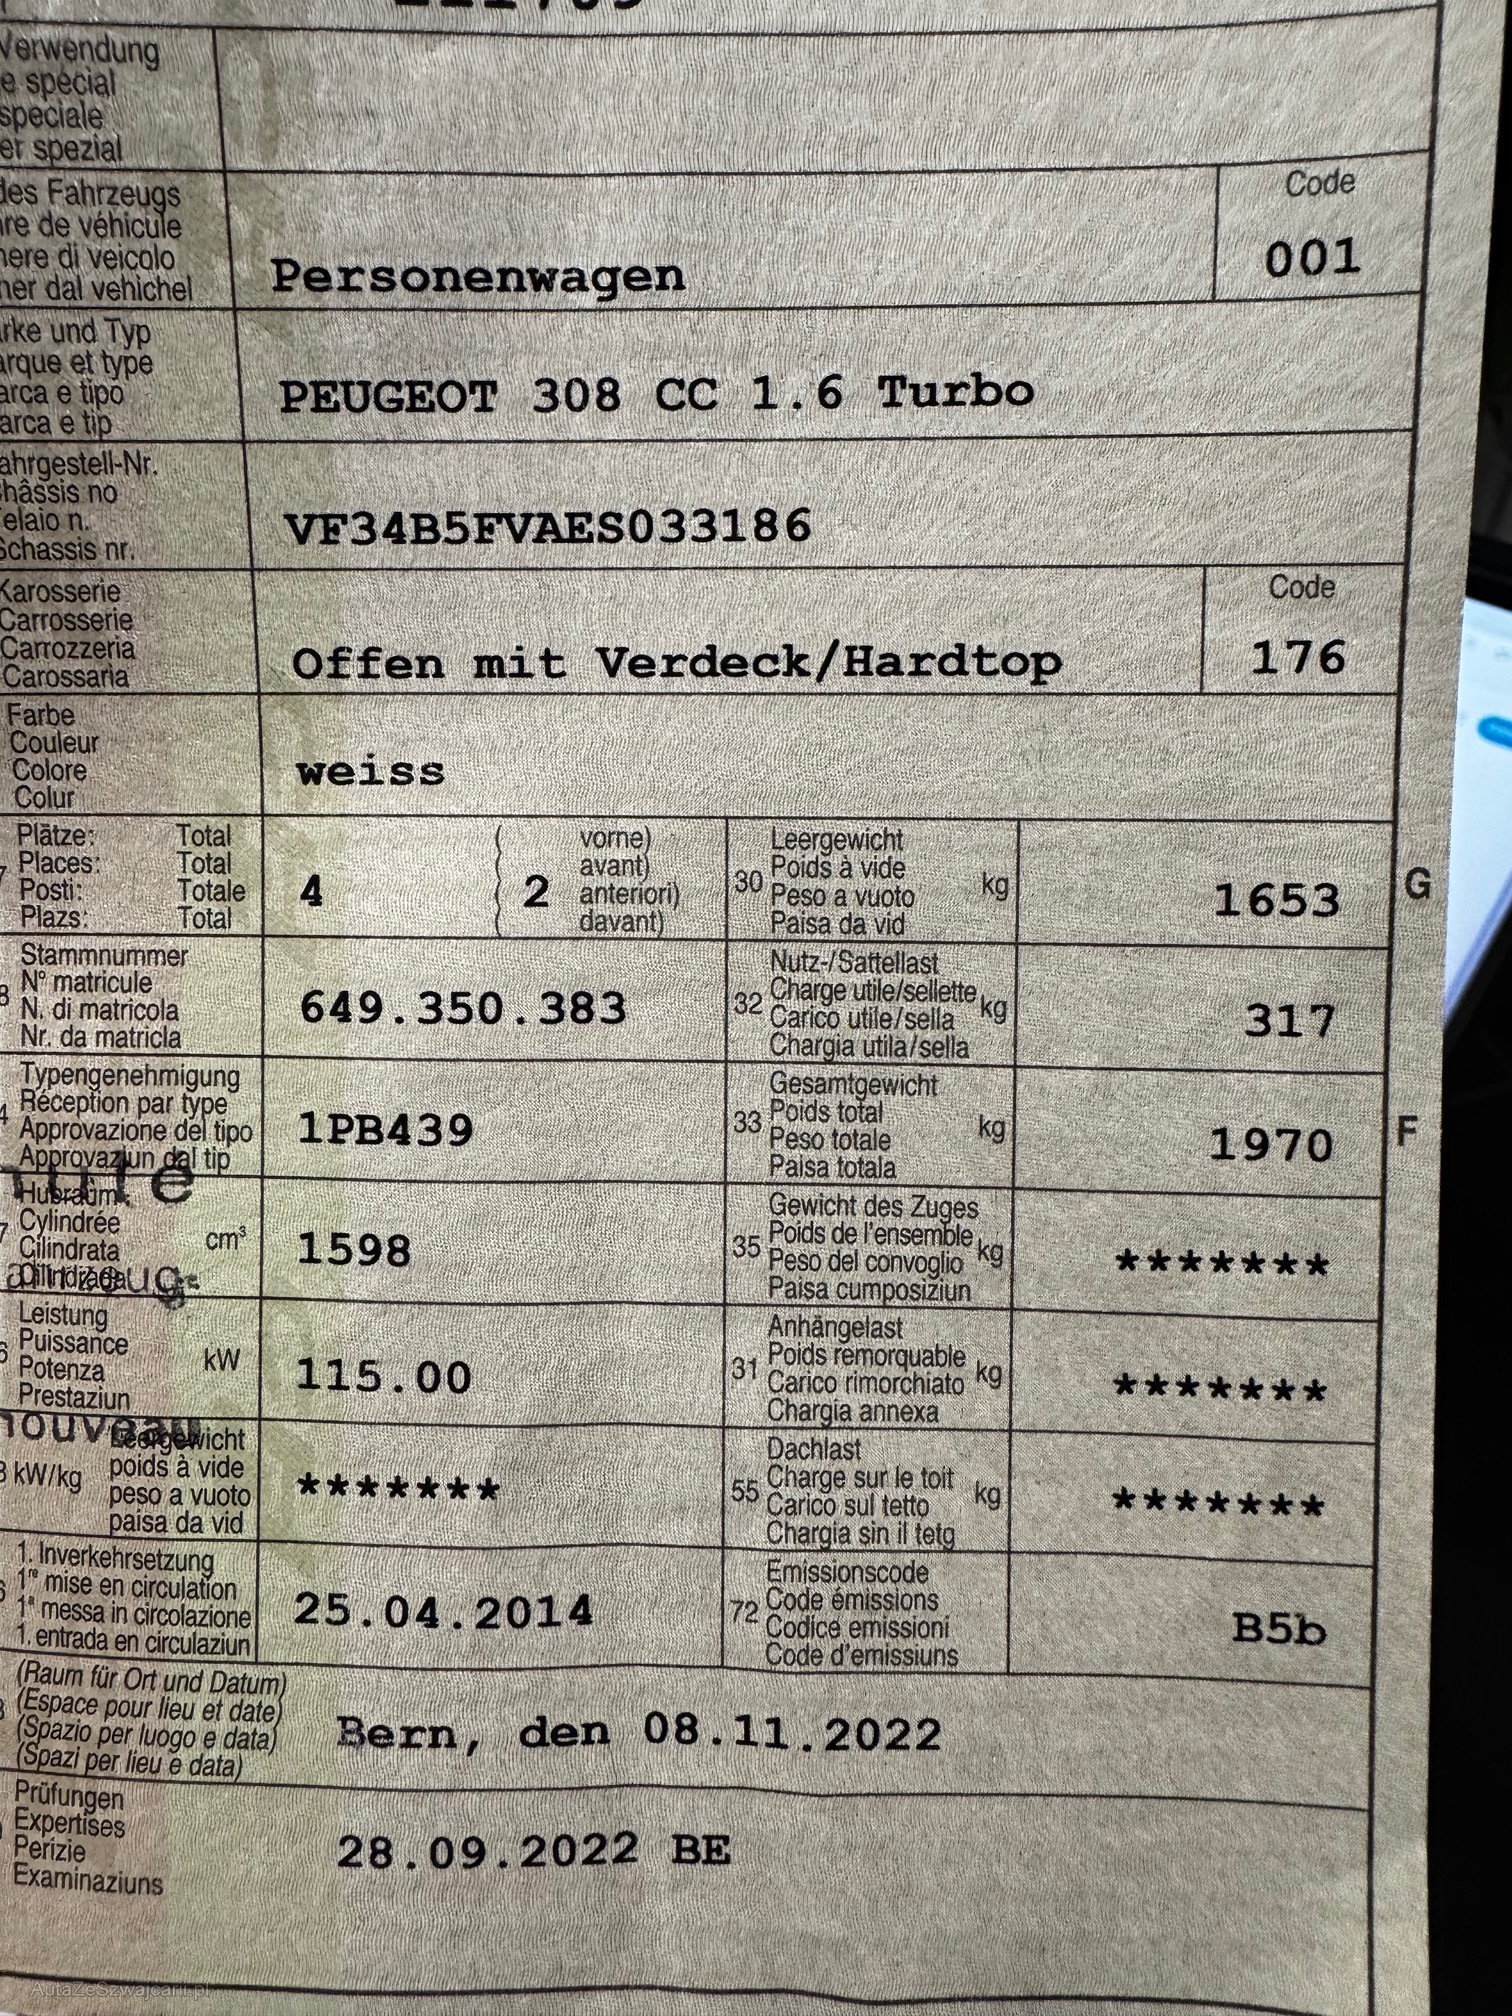 Verwendung
e spécial
speciale
er spezial
des Fahrzeugs
re de véhicule
nere di veicolo
ner dal vehichel
Personenwagen
Code
001
rke und Typ
arque et type
arca e tipo
arca e tip
PEUGEOT 308 CC 1.6 Turbo
ahrgestell-Nr.
hâssis no
elaio n.
Schassis nr.
VF34B5FVAES033186
Karosserie
Carrosserie
Carrozzeria
Carossaria
Offen mit Verdeck/Hardtop
Code
176
Farbe
Couleur
Colore
Colur
weiss
Plätze: Total
Places: Total
Posti: Totale
Plazs: Total
4
2
vorne)
avant)
anteriori)
davant)
30
Leergewicht
Poids à vide
Peso a vuoto
Paisa da vid
kg
1653
G
Stammnummer
N° matricule
N. di matricola
Nr. da matricla
649.350.383
32
Nutz-/Sattellast
Charge utile/sellette
Carico utile/sella
Chargia utila/sella
kg
317
Typengenehmigung
Réception par type
Approvazione del tipo
Approvaziun dal tip
1PB439
33
Gesamtgewicht
Poids total
Peso totale
Paisa totala
kg
1970
F
Hubraum
Cylindrée
Cilindrata
Cilindrada
cm³
1598
35
Gewicht des Zuges
Poids de l'ensemble
Peso del convoglio
Paisa cumposiziun
kg
*******
Leistung
Puissance
Potenza
Prestaziun
kW
115.00
31
Anhängelast
Poids remorquable
Carico rimorchiato
Chargia annexa
kg
*******
nouveau
kW/kg
Leergewicht
poids à vide
peso a vuoto
paisa da vid
*******
55
Dachlast
Charge sur le toit
Carico sul tetto
Chargia sin il tetg
kg
*******
1. Inverkehrsetzung
1re mise en circulation
1a messa in circolazione
1. entrada en circulaziun
25.04.2014
72
Emissionscode
Code émissions
Codice emissioni
Code d'emissiuns
B5b
(Raum für Ort und Datum)
(Espace pour lieu et date)
(Spazio per luogo e data)
(Spazi per lieu e data)
Bern, den 08.11.2022
Prüfungen
Expertises
Perizie
Examinaziuns
28.09.2022 BE
AutaZeSzwajcarii.pl